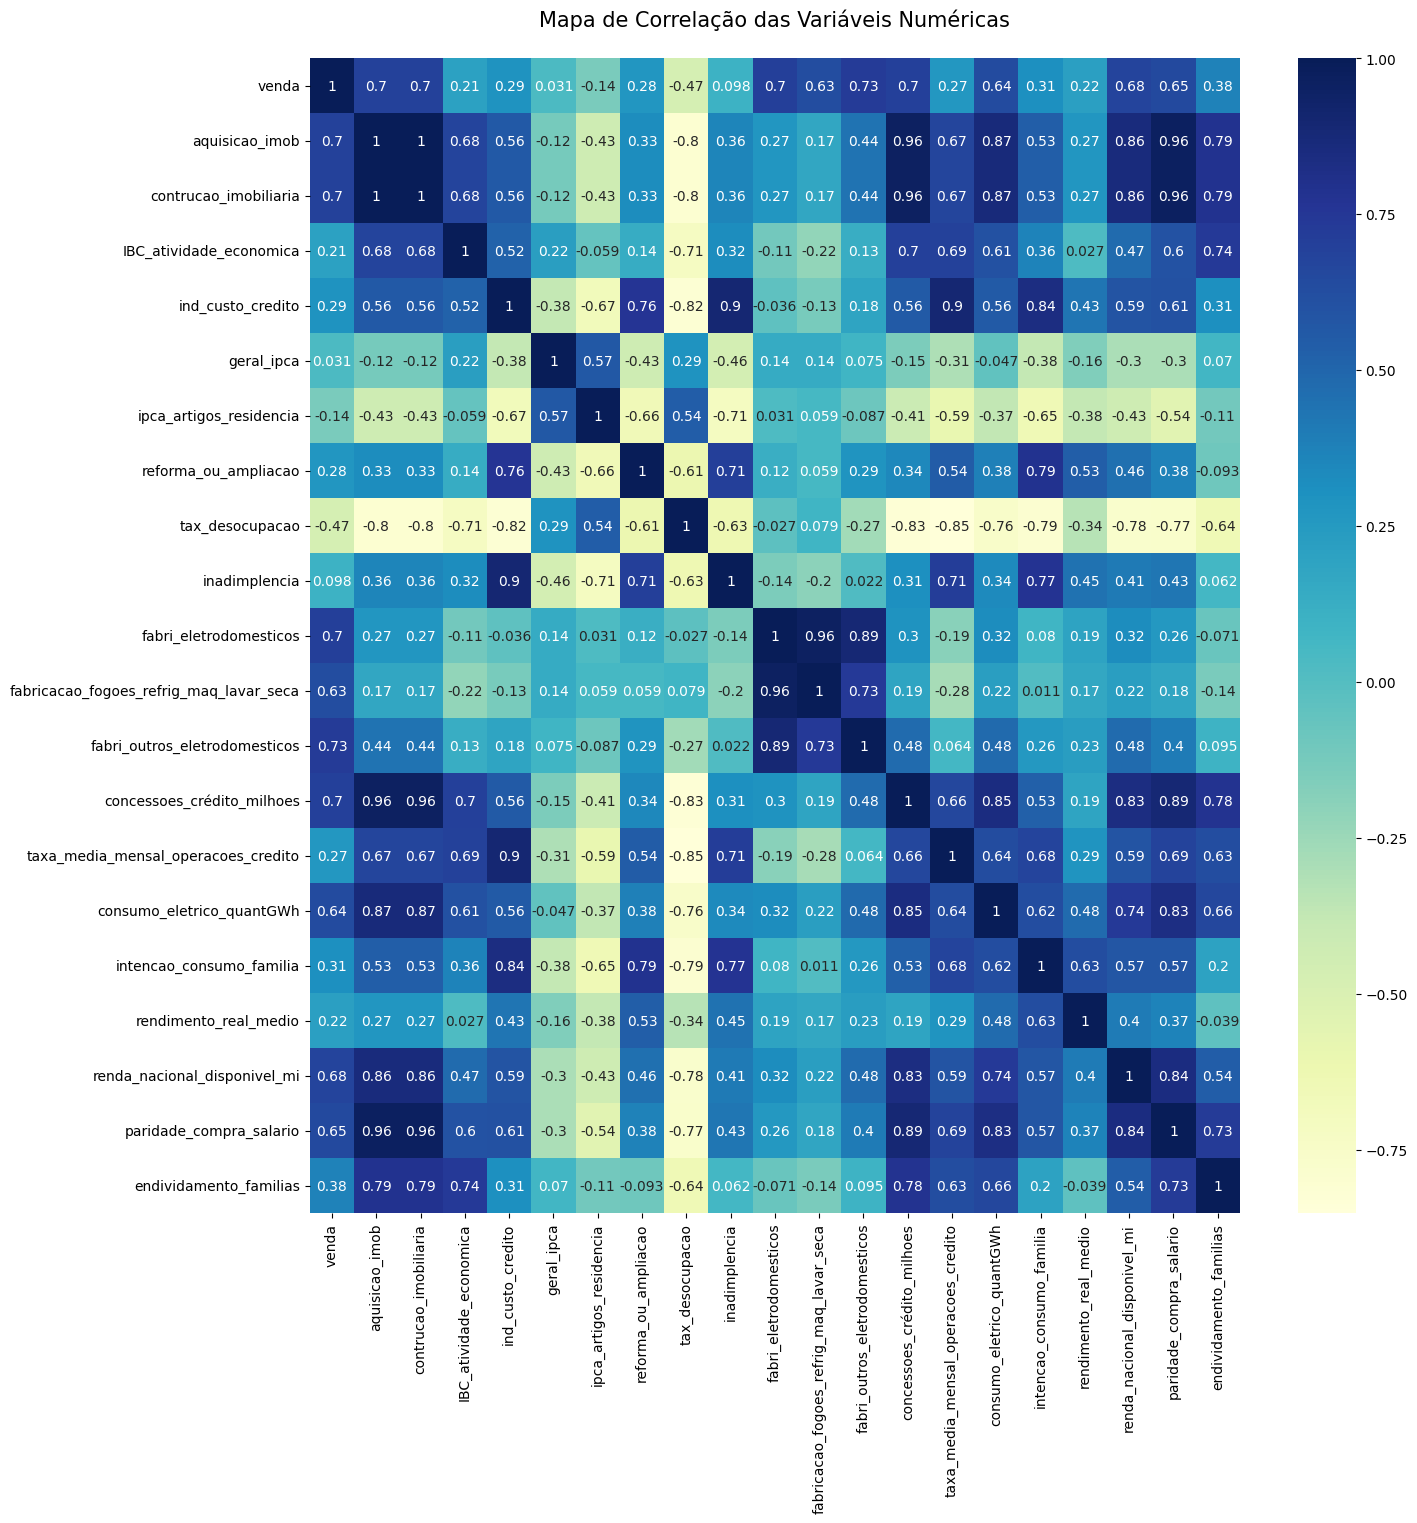 Mapa de Correlação das Variáveis Numéricas
venda 1 0.7 0.7 0.21 0.29 0.031 -0.14 0.28 -0.47 0.098 0.7 0.63 0.73 0.7 0.27 0.64 0.31 0.22 0.68 0.65 0.38
aquisicao_imob 0.7 1 1 0.68 0.56 -0.12 -0.43 0.33 -0.8 0.36 0.27 0.17 0.44 0.96 0.67 0.87 0.53 0.27 0.86 0.96 0.79
contrucao_imobiliaria 0.7 1 1 0.68 0.56 -0.12 -0.43 0.33 -0.8 0.36 0.27 0.17 0.44 0.96 0.67 0.87 0.53 0.27 0.86 0.96 0.79
IBC_atividade_economica 0.21 0.68 0.68 1 0.52 0.22 -0.059 0.14 -0.71 0.32 -0.11 -0.22 0.13 0.7 0.69 0.61 0.36 0.027 0.47 0.6 0.74
ind_custo_credito 0.29 0.56 0.56 0.52 1 -0.38 -0.67 0.76 -0.82 0.9 -0.036 -0.13 0.18 0.56 0.9 0.56 0.84 0.43 0.59 0.61 0.31
geral_ipca 0.031 -0.12 -0.12 0.22 -0.38 1 0.57 -0.43 0.29 -0.46 0.14 0.14 0.075 -0.15 -0.31 -0.047 -0.38 -0.16 -0.3 -0.3 0.07
ipca_artigos_residencia -0.14 -0.43 -0.43 -0.059 -0.67 0.57 1 -0.66 0.54 -0.71 0.031 0.059 -0.087 -0.41 -0.59 -0.37 -0.65 -0.38 -0.43 -0.54 -0.11
reforma_ou_ampliacao 0.28 0.33 0.33 0.14 0.76 -0.43 -0.66 1 -0.61 0.71 0.12 0.059 0.29 0.34 0.54 0.38 0.79 0.53 0.46 0.38 -0.093
tax_desocupacao -0.47 -0.8 -0.8 -0.71 -0.82 0.29 0.54 -0.61 1 -0.63 -0.027 0.079 -0.27 -0.83 -0.85 -0.76 -0.79 -0.34 -0.78 -0.77 -0.64
inadimplencia 0.098 0.36 0.36 0.32 0.9 -0.46 -0.71 0.71 -0.63 1 -0.14 -0.2 0.022 0.31 0.71 0.34 0.77 0.45 0.41 0.43 0.062
fabri_eletrodomesticos 0.7 0.27 0.27 -0.11 -0.036 0.14 0.031 0.12 -0.027 -0.14 1 0.96 0.89 0.3 -0.19 0.32 0.08 0.19 0.32 0.26 -0.071
fabricacao_fogoes_refrig_maq_lavar_seca 0.63 0.17 0.17 -0.22 -0.13 0.14 0.059 0.059 0.079 -0.2 0.96 1 0.73 0.19 -0.28 0.22 0.011 0.17 0.22 0.18 -0.14
fabri_outros_eletrodomesticos 0.73 0.44 0.44 0.13 0.18 0.075 -0.087 0.29 -0.27 0.022 0.89 0.73 1 0.48 0.064 0.48 0.26 0.23 0.48 0.4 0.095
concessoes_crédito_milhoes 0.7 0.96 0.96 0.7 0.56 -0.15 -0.41 0.34 -0.83 0.31 0.3 0.19 0.48 1 0.66 0.85 0.53 0.19 0.83 0.89 0.78
taxa_media_mensal_operacoes_credito 0.27 0.67 0.67 0.69 0.9 -0.31 -0.59 0.54 -0.85 0.71 -0.19 -0.28 0.064 0.66 1 0.64 0.68 0.29 0.59 0.69 0.63
consumo_eletrico_quantGWh 0.64 0.87 0.87 0.61 0.56 -0.047 -0.37 0.38 -0.76 0.34 0.32 0.22 0.48 0.85 0.64 1 0.62 0.48 0.74 0.83 0.66
intencao_consumo_familia 0.31 0.53 0.53 0.36 0.84 -0.38 -0.65 0.79 -0.79 0.77 0.08 0.011 0.26 0.53 0.68 0.62 1 0.63 0.57 0.57 0.2
rendimento_real_medio 0.22 0.27 0.27 0.027 0.43 -0.16 -0.38 0.53 -0.34 0.45 0.19 0.17 0.23 0.19 0.29 0.48 0.63 1 0.4 0.37 -0.039
renda_nacional_disponivel_mi 0.68 0.86 0.86 0.47 0.59 -0.3 -0.43 0.46 -0.78 0.41 0.32 0.22 0.48 0.83 0.59 0.74 0.57 0.4 1 0.84 0.54
paridade_compra_salario 0.65 0.96 0.96 0.6 0.61 -0.3 -0.54 0.38 -0.77 0.43 0.26 0.18 0.4 0.89 0.69 0.83 0.57 0.37 0.84 1 0.73
endividamento_familias 0.38 0.79 0.79 0.74 0.31 0.07 -0.11 -0.093 -0.64 0.062 -0.071 -0.14 0.095 0.78 0.63 0.66 0.2 -0.039 0.54 0.73 1
venda
aquisicao_imob
contrucao_imobiliaria
IBC_atividade_economica
ind_custo_credito
geral_ipca
ipca_artigos_residencia
reforma_ou_ampliacao
tax_desocupacao
inadimplencia
fabri_eletrodomesticos
fabricacao_fogoes_refrig_maq_lavar_seca
fabri_outros_eletrodomesticos
concessoes_crédito_milhoes
taxa_media_mensal_operacoes_credito
consumo_eletrico_quantGWh
intencao_consumo_familia
rendimento_real_medio
renda_nacional_disponivel_mi
paridade_compra_salario
endividamento_familias
1.00
0.75
0.50
0.25
0.00
−0.25
−0.50
−0.75